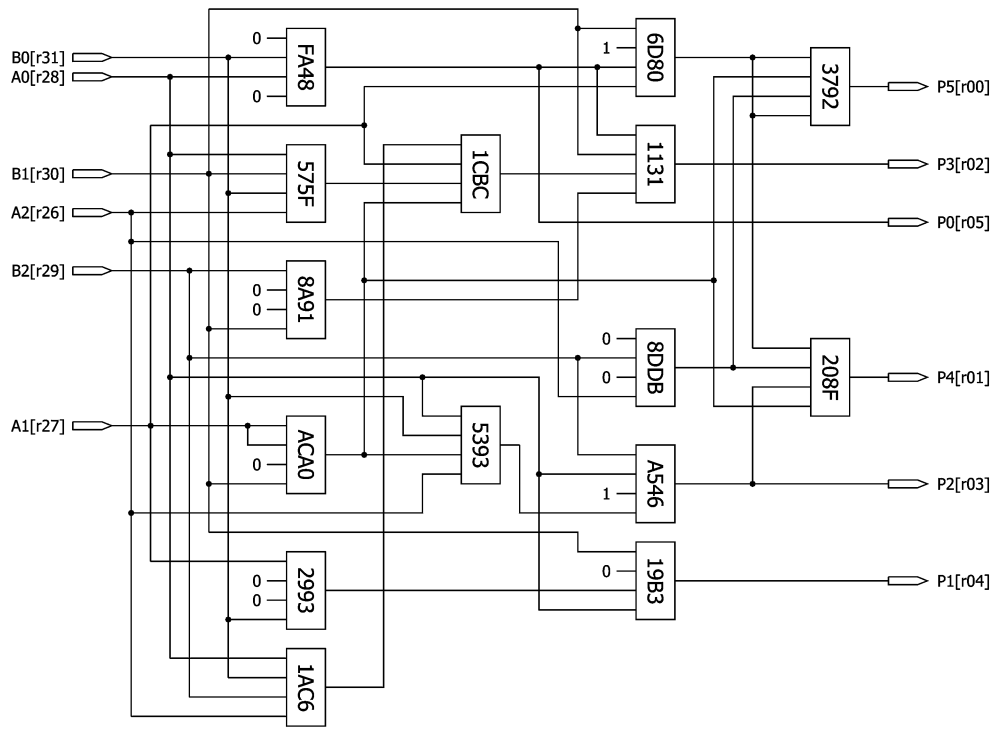 B0[r31]
A0[r28]
B1[r30]
A2[r26]
B2[r29]
A1[r27]
0
FA48
0
575F
8A91
0
0
ACA0
0
2993
0
0
1AC6
1CBC
5393
6D80
1
1131
0
8DDB
0
A546
1
19B3
0
3792
208F
P5[r00]
P3[r02]
P0[r05]
P4[r01]
P2[r03]
P1[r04]